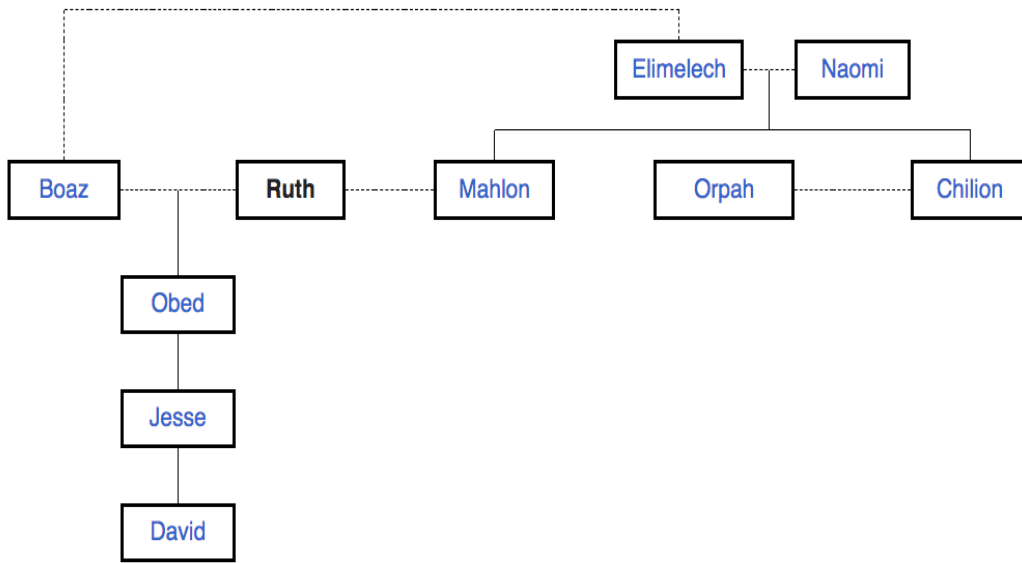 Elimelech
Naomi
Boaz
Ruth
Mahlon
Orpah
Chilion
Obed
Jesse
David